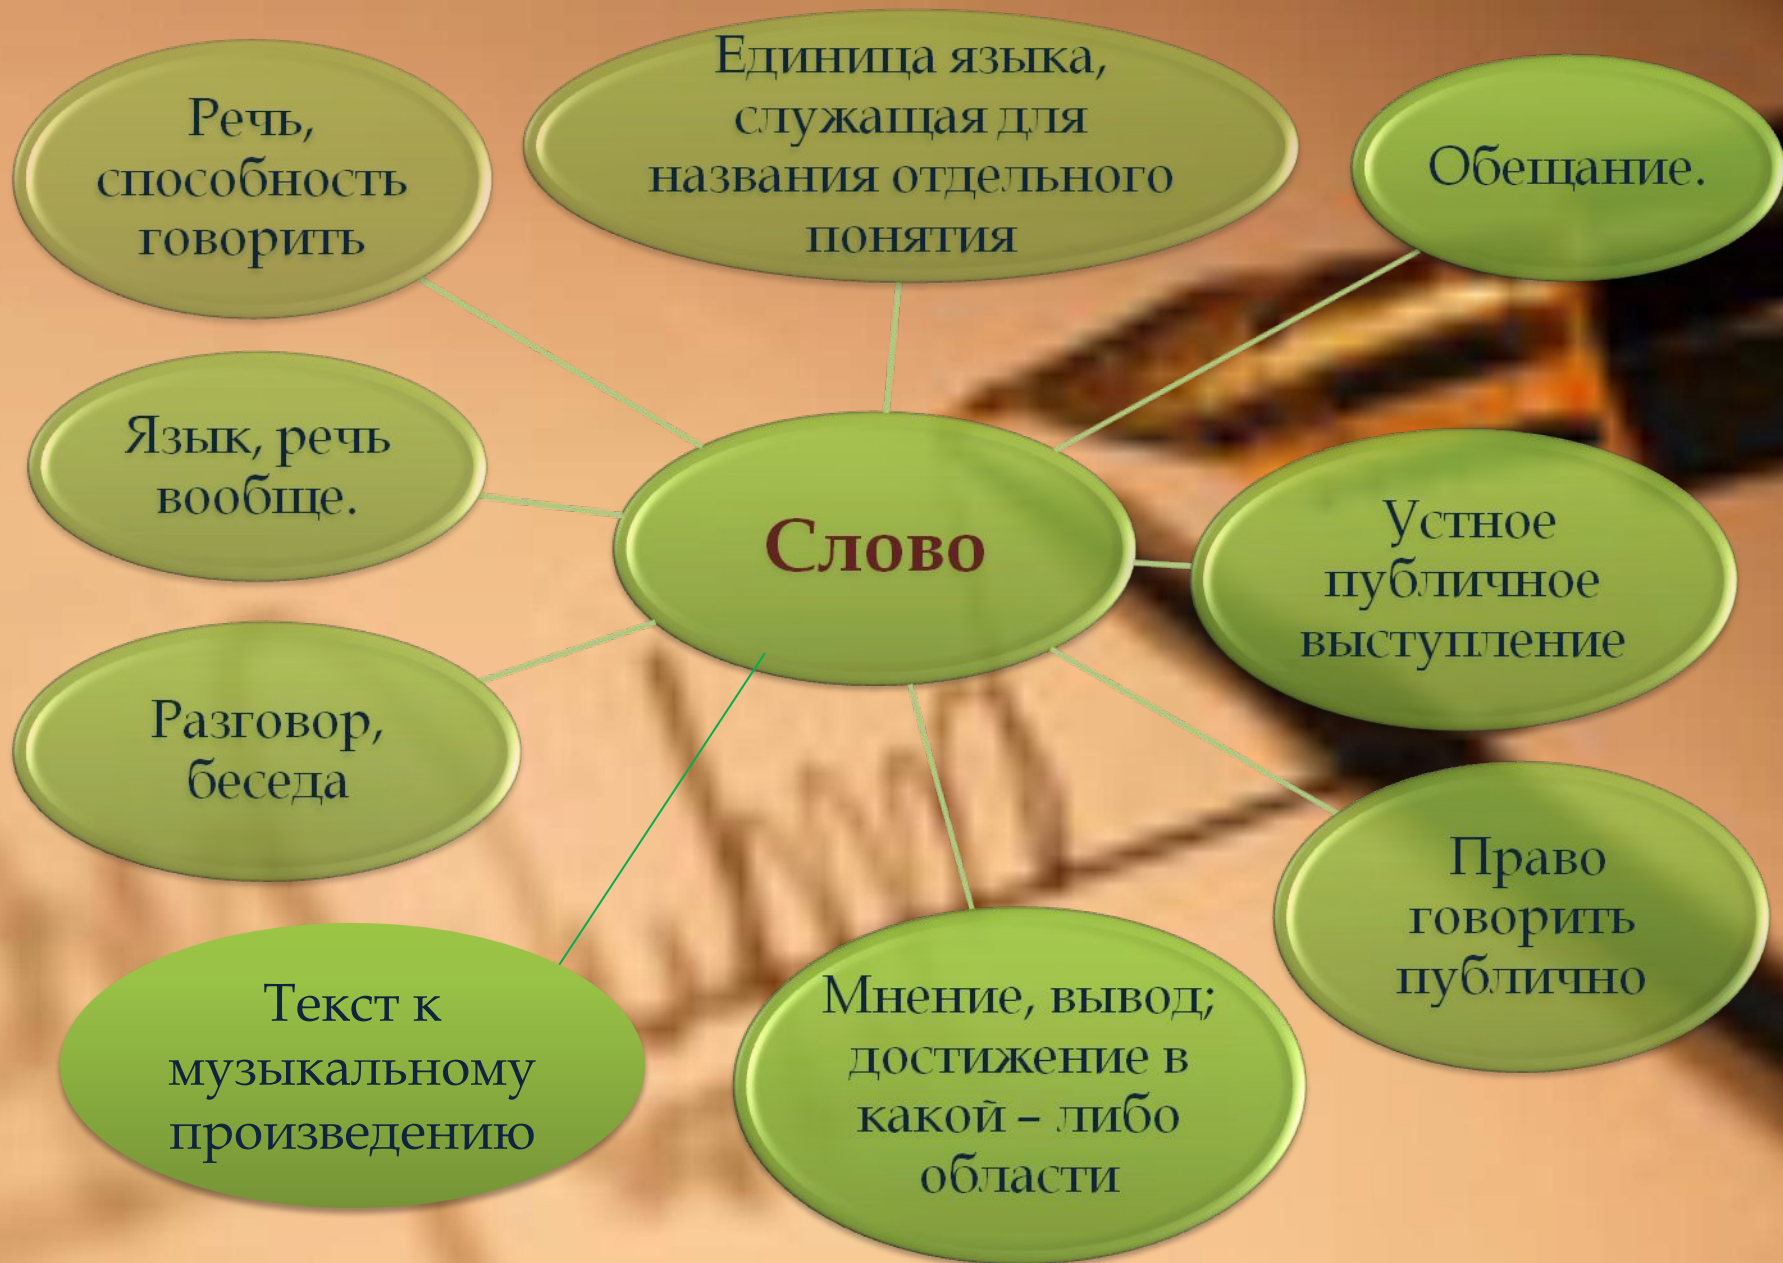 Речь,
способность
говорить
Единица языка,
служащая для
названия отдельного
понятия
Обещание.
Язык, речь
вообще.
Слово
Устное
публичное
выступление
Разговор,
беседа
Право
говорить
публично
Текст к
музыкальному
произведению
Мнение, вывод;
достижение в
какой – либо
области